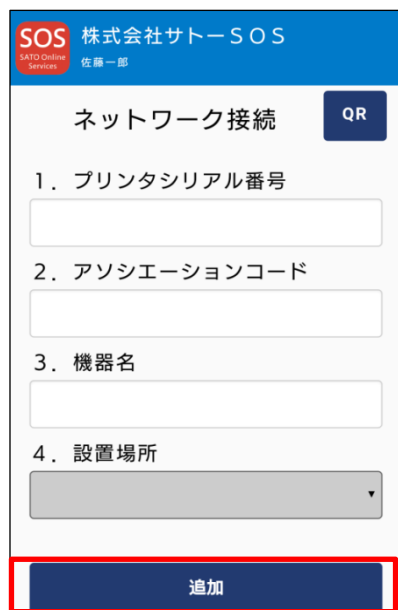 SOS
SATO Online
Services
株式会社サトーＳＯＳ
佐藤一郎
ネットワーク接続
QR
１．プリンタシリアル番号
２．アソシエーションコード
３．機器名
４．設置場所
追加